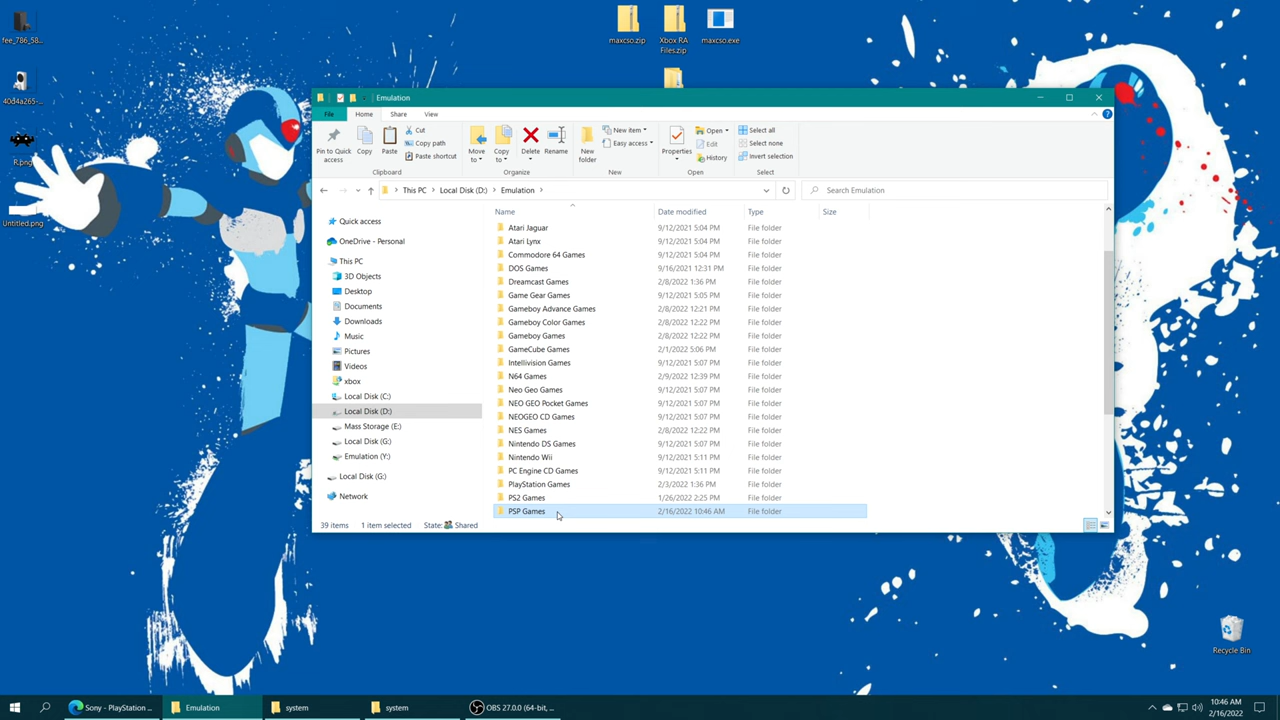 fee_786_58...
40d4a265-...
R.png
Untitled.png
maxcso.zip
Xbox RA
Files.zip
maxcso.exe
Emulation
File
Home
Share
View
Pin to Quick
access
Copy
Paste
Cut
Copy path
Paste shortcut
Clipboard
Move
to
Copy
to
Delete
Rename
Organize
New
folder
New item
Easy access
New
Properties
Open
Edit
History
Open
Select all
Select none
Invert selection
Select
This PC
Local Disk (D:)
Emulation
Search Emulation
Quick access
OneDrive - Personal
This PC
3D Objects
Desktop
Documents
Downloads
Music
Pictures
Videos
xbox
Local Disk (C:)
Local Disk (D:)
Mass Storage (E:)
Local Disk (G:)
Emulation (Y:)
Local Disk (G:)
Network
Name Date modified Type Size
Atari Jaguar 9/12/2021 5:04 PM File folder
Atari Lynx 9/12/2021 5:04 PM File folder
Commodore 64 Games 9/12/2021 5:04 PM File folder
DOS Games 9/16/2021 12:31 PM File folder
Dreamcast Games 2/8/2022 1:36 PM File folder
Game Gear Games 9/12/2021 5:05 PM File folder
Gameboy Advance Games 2/8/2022 12:21 PM File folder
Gameboy Color Games 2/8/2022 12:22 PM File folder
Gameboy Games 2/8/2022 12:22 PM File folder
GameCube Games 2/1/2022 5:06 PM File folder
Intellivision Games 9/12/2021 5:07 PM File folder
N64 Games 2/9/2022 12:39 PM File folder
Neo Geo Games 9/12/2021 5:07 PM File folder
NEO GEO Pocket Games 9/12/2021 5:07 PM File folder
NEOGEO CD Games 9/12/2021 5:07 PM File folder
NES Games 2/8/2022 12:22 PM File folder
Nintendo DS Games 9/12/2021 5:07 PM File folder
Nintendo Wii 9/12/2021 5:11 PM File folder
PC Engine CD Games 9/12/2021 5:11 PM File folder
PlayStation Games 2/3/2022 1:36 PM File folder
PS2 Games 1/26/2022 2:25 PM File folder
PSP Games 2/16/2022 10:46 AM File folder
39 items 1 item selected State: Shared
Recycle Bin
Sony - PlayStation ...
Emulation
system
system
OBS 27.0.0 (64-bit, ...
10:46 AM
2/16/2022